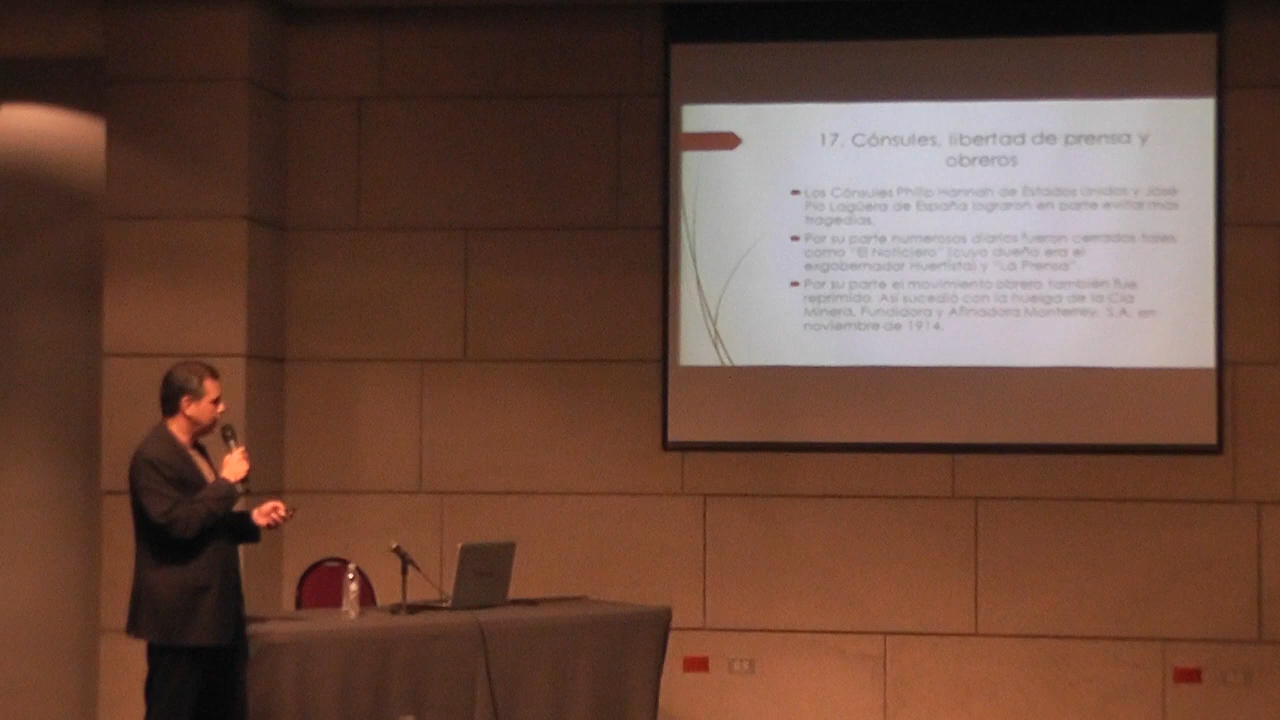 17. Cónsules, libertad de prensa y
obreros
Los Cónsules Philip Hannah de Estados Unidos y José
Pio Lagüera de España lograron en parte evitar mas
tragedias.
Por su parte numerosos diarios fueron cerrados tales
como "El Noticiero" (cuyo dueño era el
exgobernador Huertista) y "La Prensa".
Por su parte el movimiento obrero también fue
reprimido. Así sucedió con la huelga de la Cia
Minera, Fundidora y Afinadora Monterrey, S.A. en
noviembre de 1914.